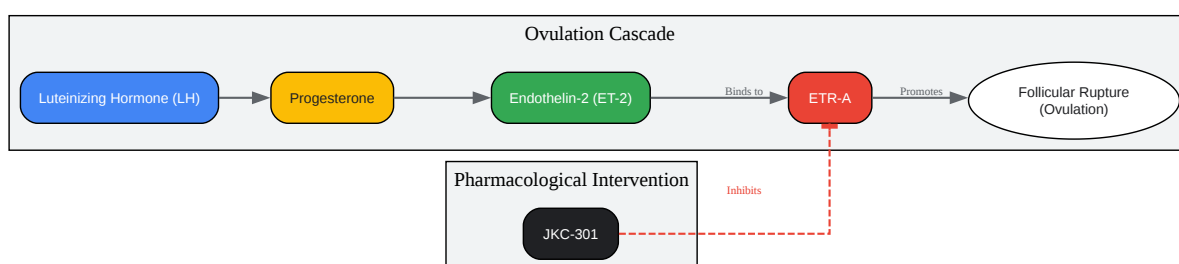 Ovulation Cascade
Luteinizing Hormone (LH)
Progesterone
Endothelin-2 (ET-2)
Binds to
ETR-A
Promotes
Follicular Rupture
(Ovulation)
Pharmacological Intervention
Inhibits
JKC-301